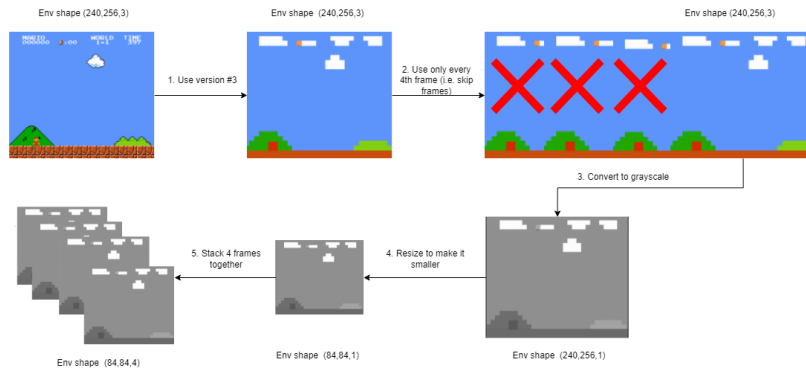 Env shape (240,256,3)
Env shape (240,256,3)
Env shape (240,256,3)
MARIO WORLD TIME
000000 :00 1-1 397
1. Use version #3
2. Use only every
4th frame (i.e. skip
frames)
3. Convert to grayscale
5. Stack 4 frames
together
4. Resize to make it
smaller
Env shape (84,84,4)
Env shape (84,84,1)
Env shape (240,256,1)